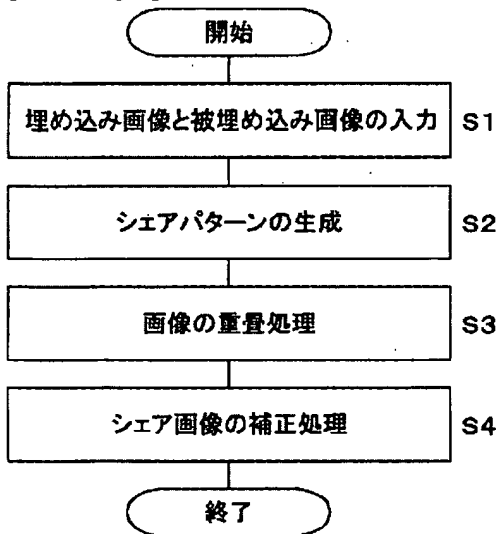 開始
埋め込み画像と被埋め込み画像の入力 S1
シェアパターンの生成 S2
画像の重畳処理 S3
シェア画像の補正処理 S4
終了